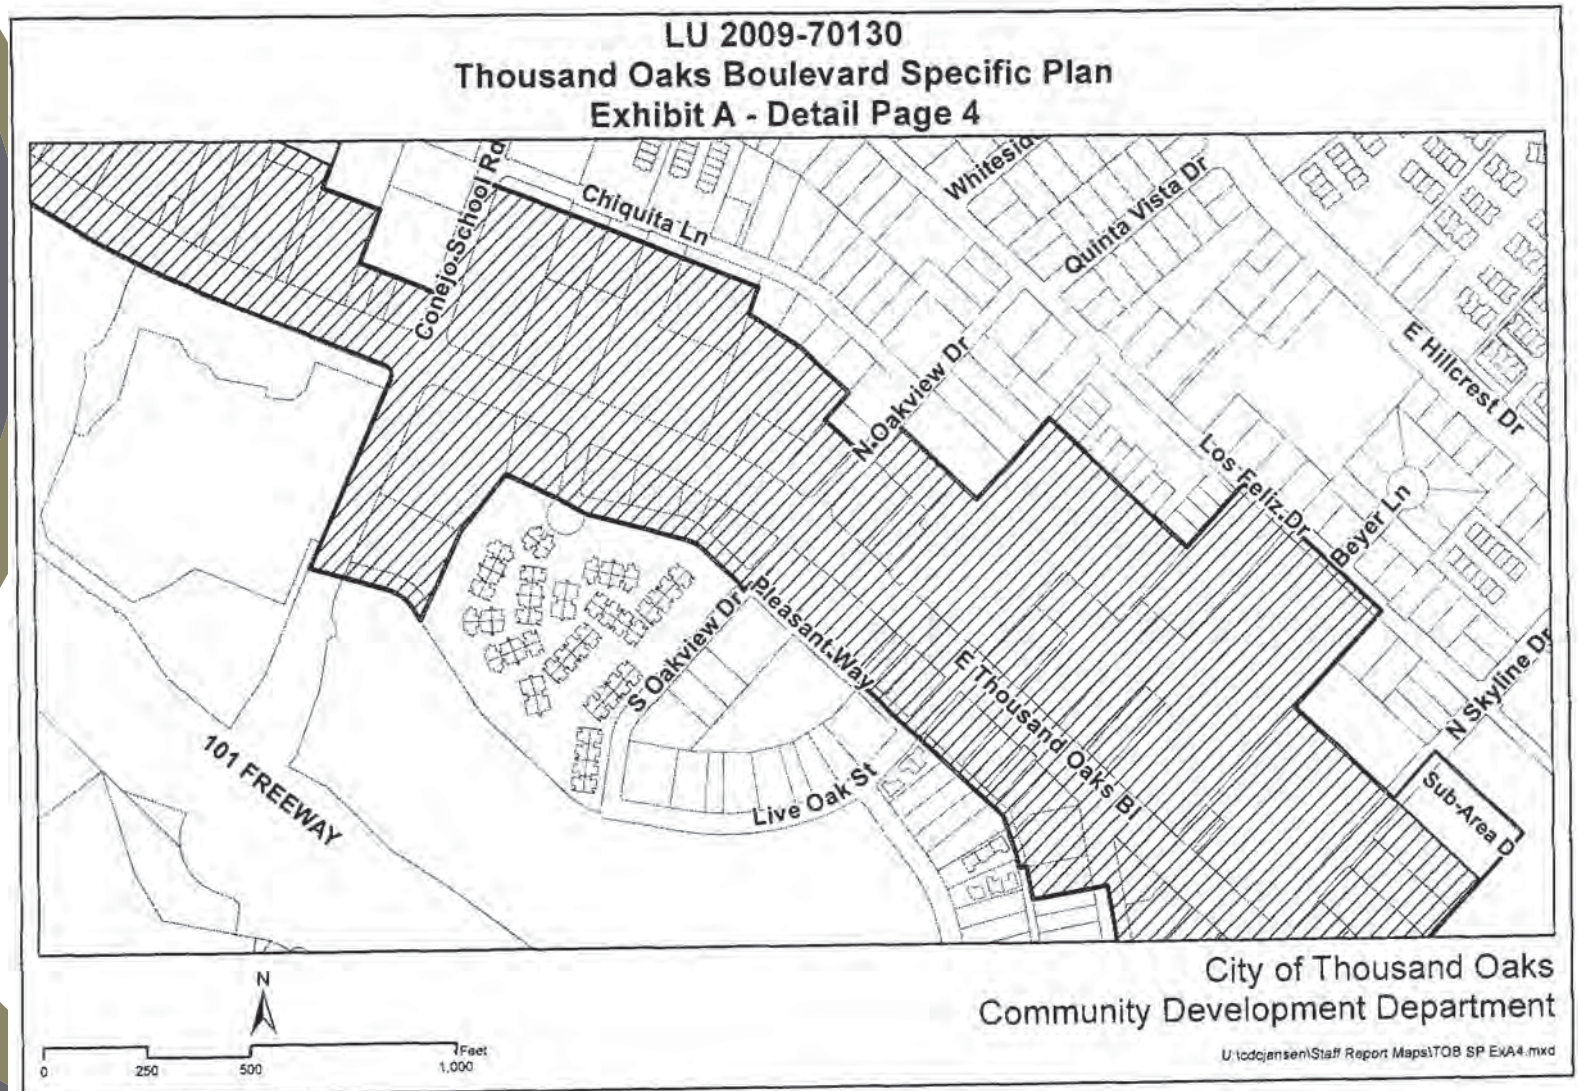 LU 2009-70130
Thousand Oaks Boulevard Specific Plan
Exhibit A - Detail Page 4
Conejo School Rd
Chiquita Ln
Quinta Vista Dr
E Hillcrest Dr
N Oakview Dr
Los Feliz Dr
Beyer Ln
N Skyline Dr
Sub-Area D
S Oakview Dr
Pleasant Way
E Thousand Oaks Bl
Live Oak St
101 FREEWAY
City of Thousand Oaks
Community Development Department
N
Feet
0 250 500 1,000